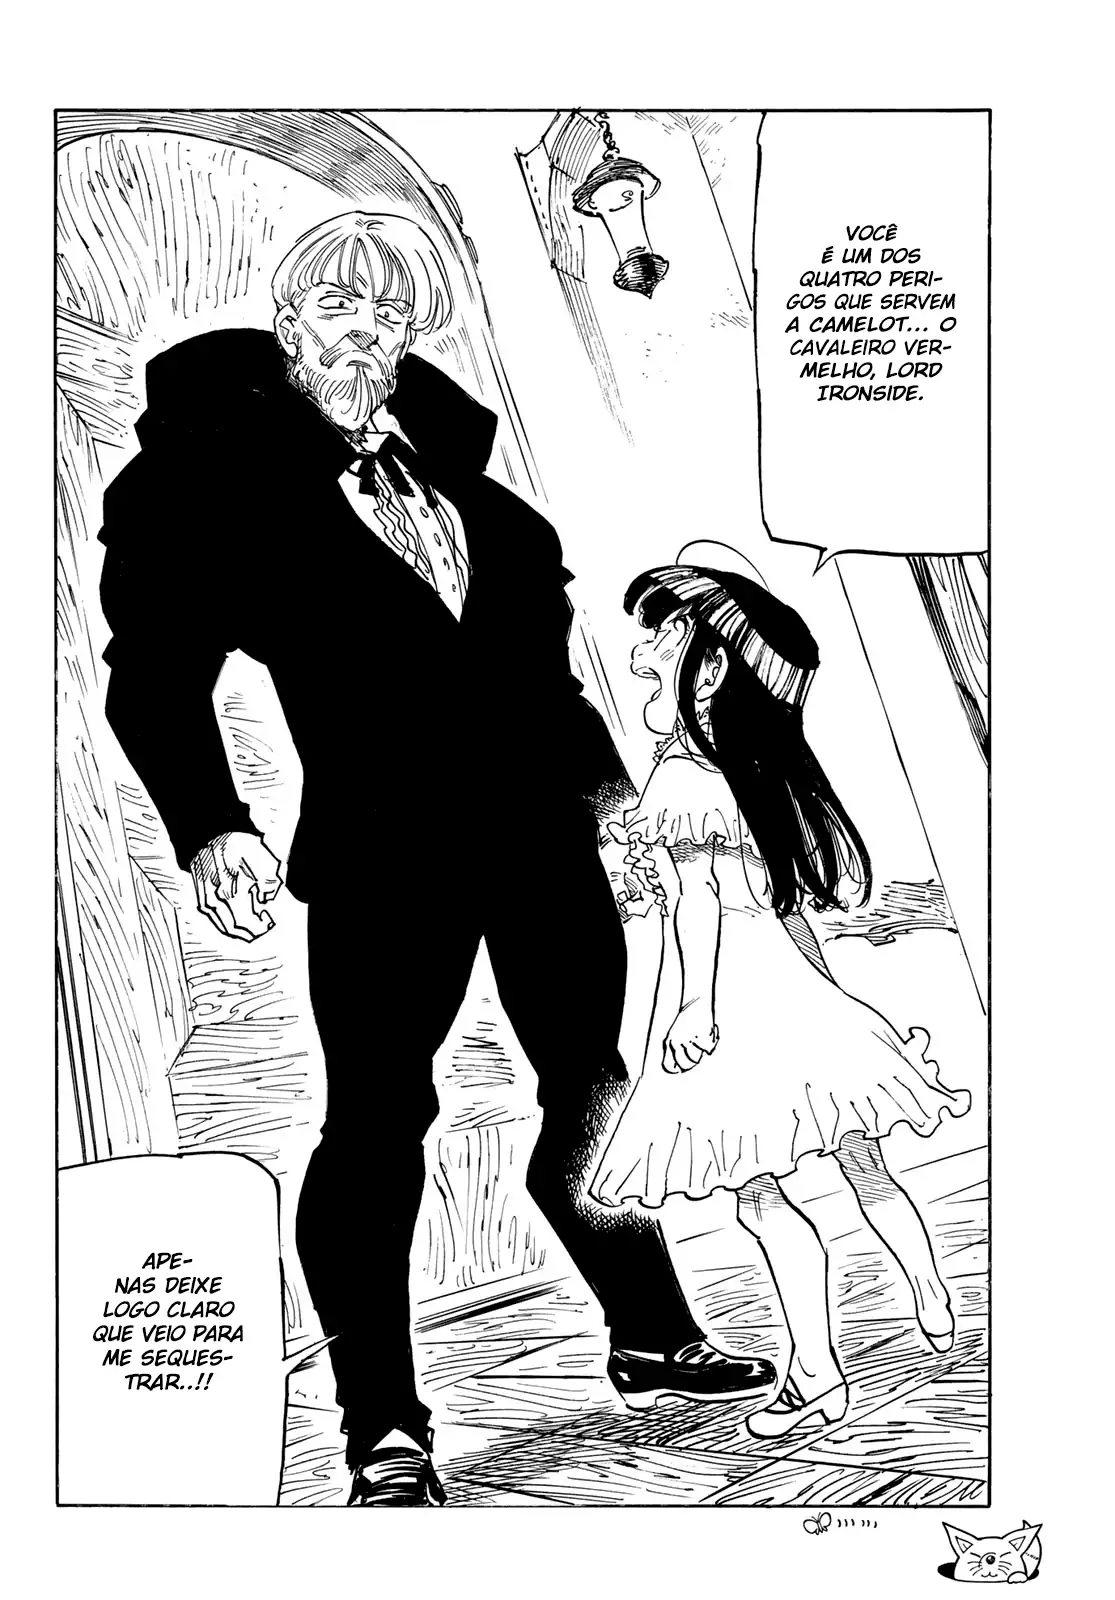 VOCÊ
É UM DOS
QUATRO PERI-
GOS QUE SERVEM
A CAMELOT... O
CAVALEIRO VER-
MELHO, LORD
IRONSIDE.
APE-
NAS DEIXE
LOGO CLARO
QUE VEIO PARA
ME SEQUES-
TRAR..!!